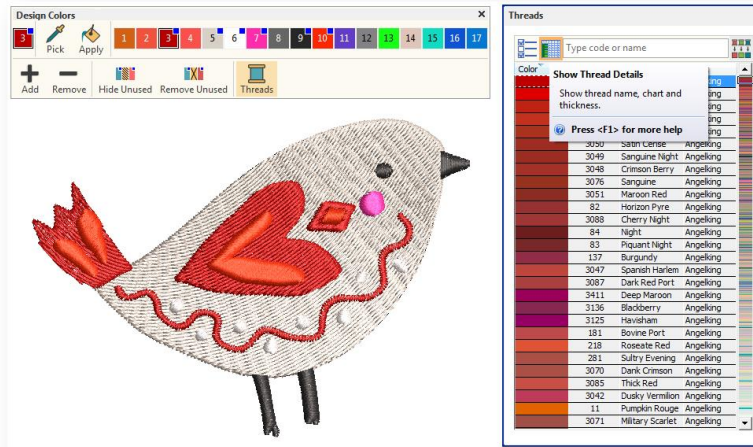 Design Colors
3 Pick Apply 1 2 3 4 5 6 7 8 9 10 11 12 13 14 15 16 17
Add Remove Hide Unused Remove Unused Threads
Threads
Type code or name
Color
Show Thread Details
Show thread name, chart and
thickness.
Press <F1> for more help
3050 Satin Cerise Angelking
3049 Sanguine Night Angelking
3048 Crimson Berry Angelking
3076 Sanguine Angelking
3051 Maroon Red Angelking
82 Horizon Pyre Angelking
3088 Cherry Night Angelking
84 Night Angelking
83 Piquant Night Angelking
137 Burgundy Angelking
3047 Spanish Harlem Angelking
3087 Dark Red Port Angelking
3411 Deep Maroon Angelking
3136 Blackberry Angelking
3125 Havisham Angelking
181 Bovine Port Angelking
218 Roseate Red Angelking
281 Sultry Evening Angelking
3070 Dank Crimson Angelking
3085 Thick Red Angelking
3042 Dusky Vermilion Angelking
11 Pumpkin Rouge Angelking
3071 Military Scarlet Angelking